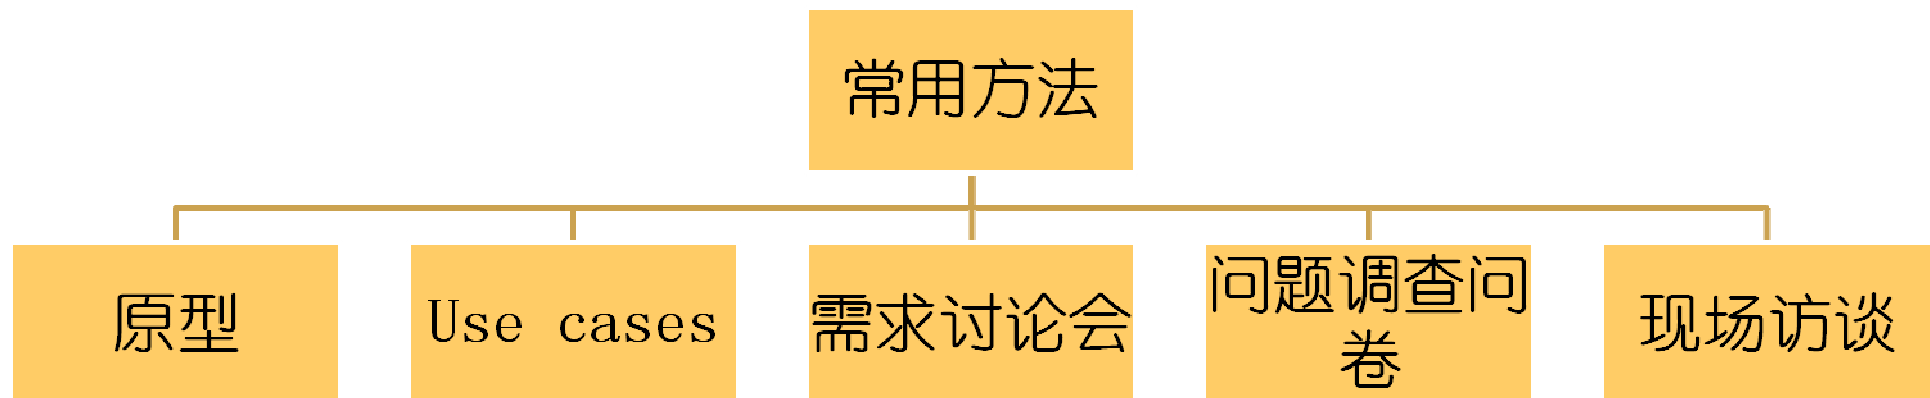 常用方法
原型
Use cases
需求讨论会
问题调查问
卷
现场访谈